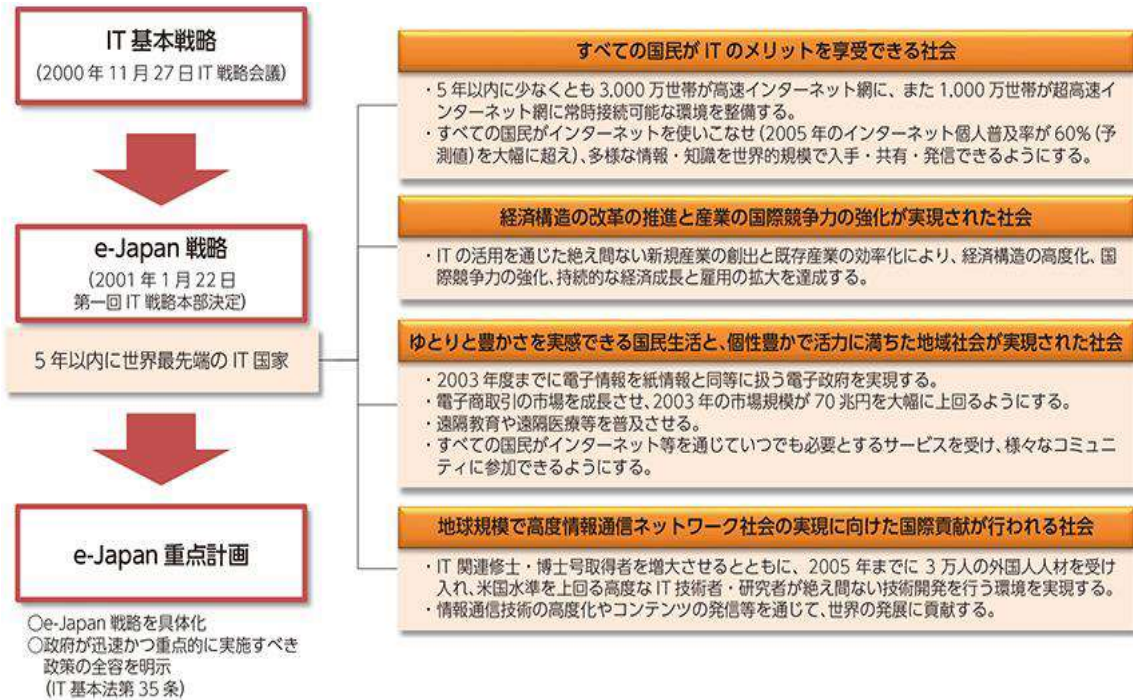 IT 基本戦略
(2000 年 11 月 27 日 IT 戦略会議)
e-Japan 戦略
(2001 年 1 月 22 日
第一回 IT 戦略本部決定)
5 年以内に世界最先端の IT 国家
e-Japan 重点計画
○e-Japan 戦略を具体化
○政府が迅速かつ重点的に実施すべき
政策の全容を明示
(IT 基本法第 35 条)
すべての国民が IT のメリットを享受できる社会
・5 年以内に少なくとも 3,000 万世帯が高速インターネット網に、また 1,000 万世帯が超高速イ
ンターネット網に常時接続可能な環境を整備する。
・すべての国民がインターネットを使いこなせ (2005 年のインターネット個人普及率が 60% (予
測値) を大幅に超え)、多様な情報・知識を世界的規模で入手・共有・発信できるようにする。
経済構造の改革の推進と産業の国際競争力の強化が実現された社会
・IT の活用を通じた絶え間ない新規産業の創出と既存産業の効率化により、経済構造の高度化、国
際競争力の強化、持続的な経済成長と雇用の拡大を達成する。
ゆとりと豊かさを実感できる国民生活と、個性豊かで活力に満ちた地域社会が実現された社会
・2003 年度までに電子情報を紙情報と同等に扱う電子政府を実現する。
・電子商取引の市場を成長させ、2003 年の市場規模が 70 兆円を大幅に上回るようにする。
・遠隔教育や遠隔医療等を普及させる。
・すべての国民がインターネット等を通じていつでも必要とするサービスを受け、様々なコミュニ
ティに参加できるようにする。
地球規模で高度情報通信ネットワーク社会の実現に向けた国際貢献が行われる社会
・IT 関連修士・博士号取得者を増大させるとともに、2005 年までに 3 万人の外国人人材を受け
入れ、米国水準を上回る高度な IT 技術者・研究者が絶え間ない技術開発を行う環境を実現する。
・情報通信技術の高度化やコンテンツの発信等を通じて、世界の発展に貢献する。